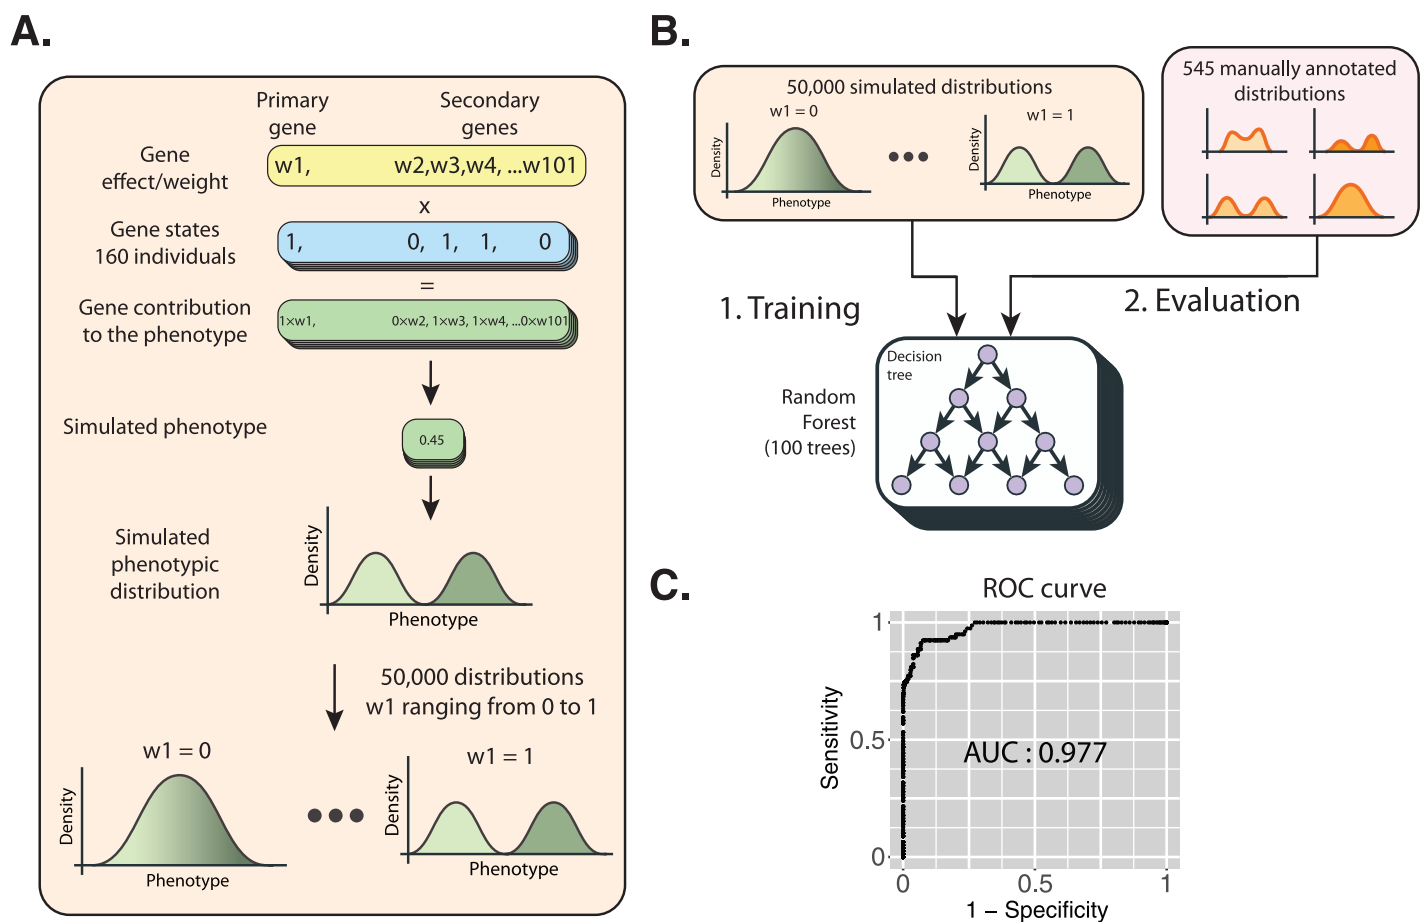 A.
Primary
gene
Secondary
genes
Gene
effect/weight
w1, w2,w3,w4, ...w101
x
Gene states
160 individuals
1, 0, 1, 1, 0
=
Gene contribution
to the phenotype
1×w1, 0×w2, 1×w3, 1×w4, ...0×w101
Simulated phenotype
0.45
Simulated
phenotypic
distribution
Density
Phenotype
50,000 distributions
w1 ranging from 0 to 1
w1 = 0
Density
Phenotype
w1 = 1
Density
Phenotype
B.
50,000 simulated distributions
w1 = 0
Density
Phenotype
w1 = 1
Density
Phenotype
545 manually annotated
distributions
1. Training
2. Evaluation
Decision
tree
Random
Forest
(100 trees)
C.
ROC curve
Sensitivity
1
0.5
0
AUC : 0.977
0 0.5 1
1 − Specificity